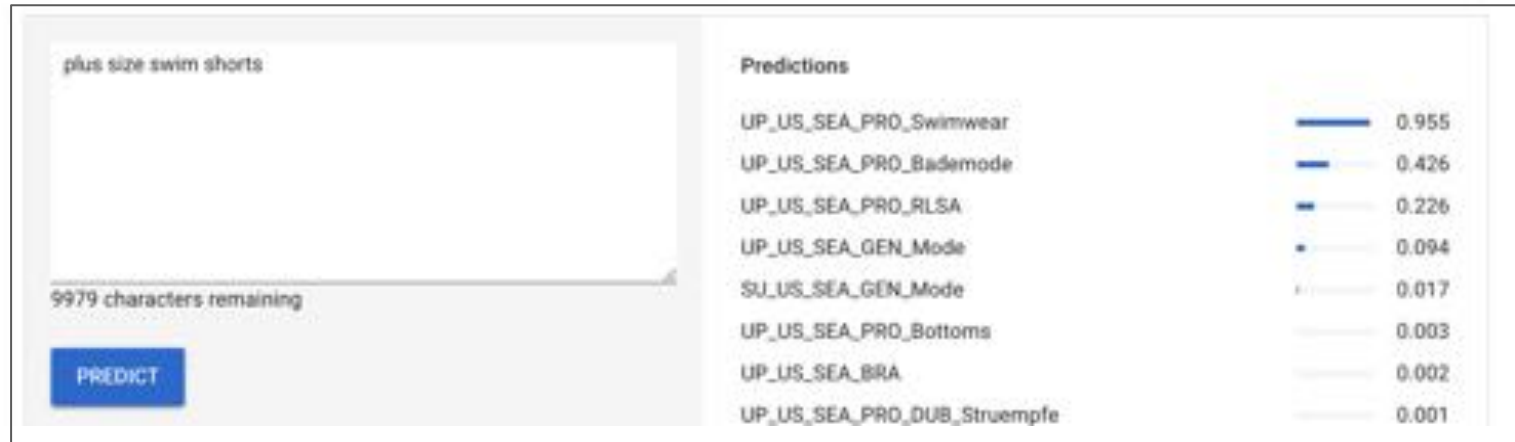 plus size swim shorts
9979 characters remaining
PREDICT
Predictions
UP_US_SEA_PRO_Swimwear 0.955
UP_US_SEA_PRO_Bademode 0.426
UP_US_SEA_PRO_RLSA 0.226
UP_US_SEA_GEN_Mode 0.094
SU_US_SEA_GEN_Mode 0.017
UP_US_SEA_PRO_Bottoms 0.003
UP_US_SEA_BRA 0.002
UP_US_SEA_PRO_DUB_Struempfe 0.001